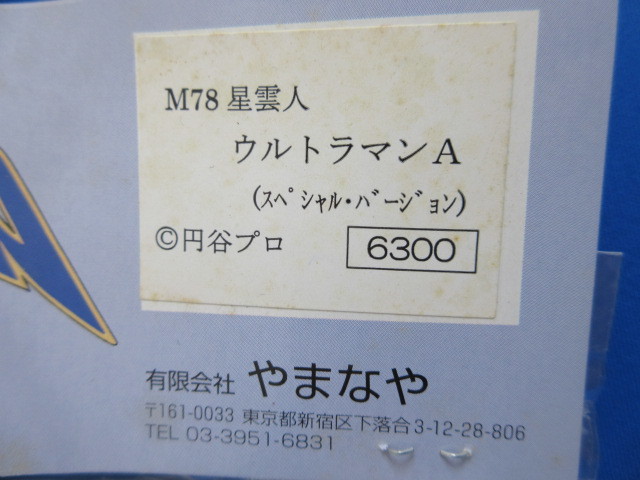 M78 星雲人
ウルトラマンA
(ｽﾍﾟｼｬﾙ・ﾊﾞｰｼﾞｮﾝ)
©円谷プロ 6300
有限会社 やまなや
〒161-0033 東京都新宿区下落合3-12-28-806
TEL 03-3951-6831